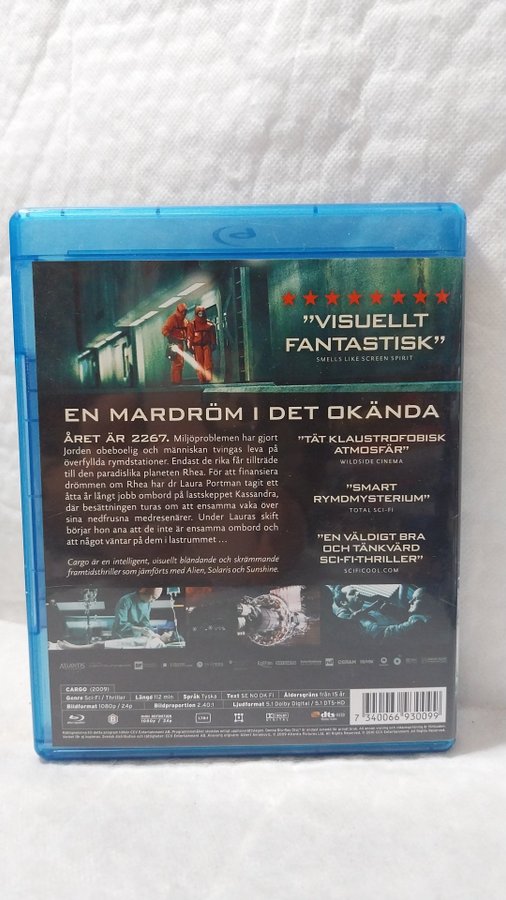 ”VISUELLT
FANTASTISK”
SMELLS LIKE SCREEN SPIRIT
EN MARDRÖM I DET OKÄNDA
ÅRET ÄR 2267. Miljöproblemen har gjort
Jorden obeboelig och människan tvingas leva på
överfyllda rymdstationer. Endast de rika får tillträde
till den paradislika planeten Rhea. För att finansiera
drömmen om Rhea har dr Laura Portman tagit ett
åtta år långt jobb ombord på lastskeppet Kassandra,
där besättningen turas om att ensama vaka över
sina nedfrusna medresenärer. Under Lauras skift
börjar hon ana att de inte är ensamma ombord och
att något väntar på dem i lastrummet ...
Cargo är en intelligent, visuellt bländande och skrämmande
framtidsthriller som jämförts med Alien, Solaris och Sunshine.
”TÄT KLAUSTROFOBISK
ATMOSFÄR”
WILDSIDE CINEMA
”SMART
RYMDMYSTERIUM”
TOTAL SCI-FI
”EN VÄLDIGT BRA
OCH TÄNKVÄRD
SCI-FI-THRILLER”
SCIFICOOL.COM
ATLANTIS
CARGO (2009)
Genre Sci-Fi / Thriller Längd 112 min Språk Tyska Text SE NO DK FI Åldersgräns från 15 år
Bildformat 1080p / 24p Bildproportion 2.40:1 Ljudformat 5.1 Dolby Digital / 5.1 DTS-HD
dts
7 340066 930099